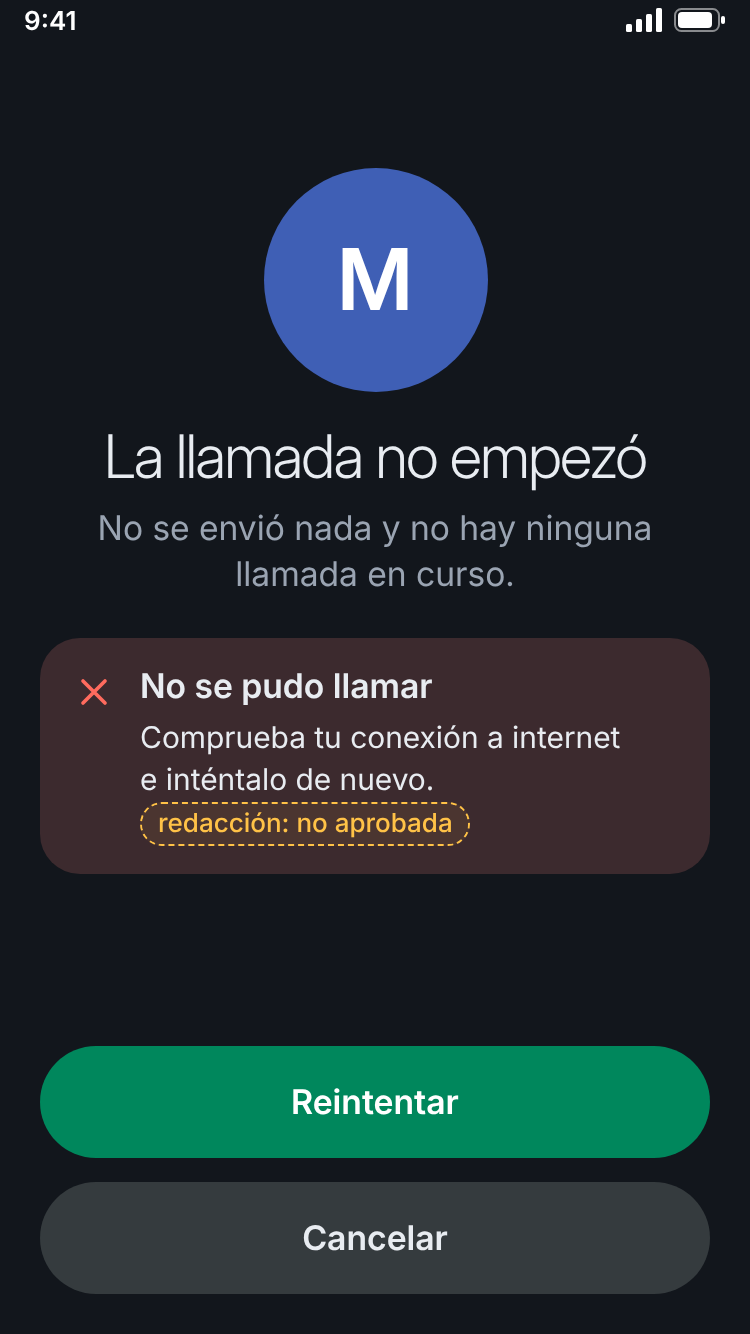 9:41
M
La llamada no empezó
No se envió nada y no hay ninguna
llamada en curso.
No se pudo llamar
Comprueba tu conexión a internet
e inténtalo de nuevo.
redacción: no aprobada
Reintentar
Cancelar